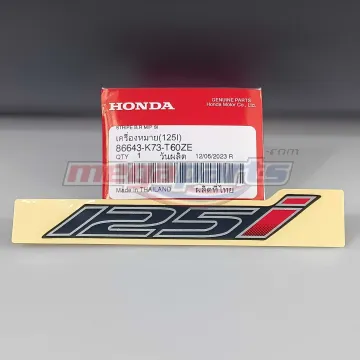 GENUINE PARTS
Honda Motor Co., Ltd.
HONDA
เครื่องหมาย(125I)
86643-K73-T60ZE
QTY 1 วันผลิต 12/05/2023 R
Made in THAILAND ผลิตที่ไทย
megaparts
125i